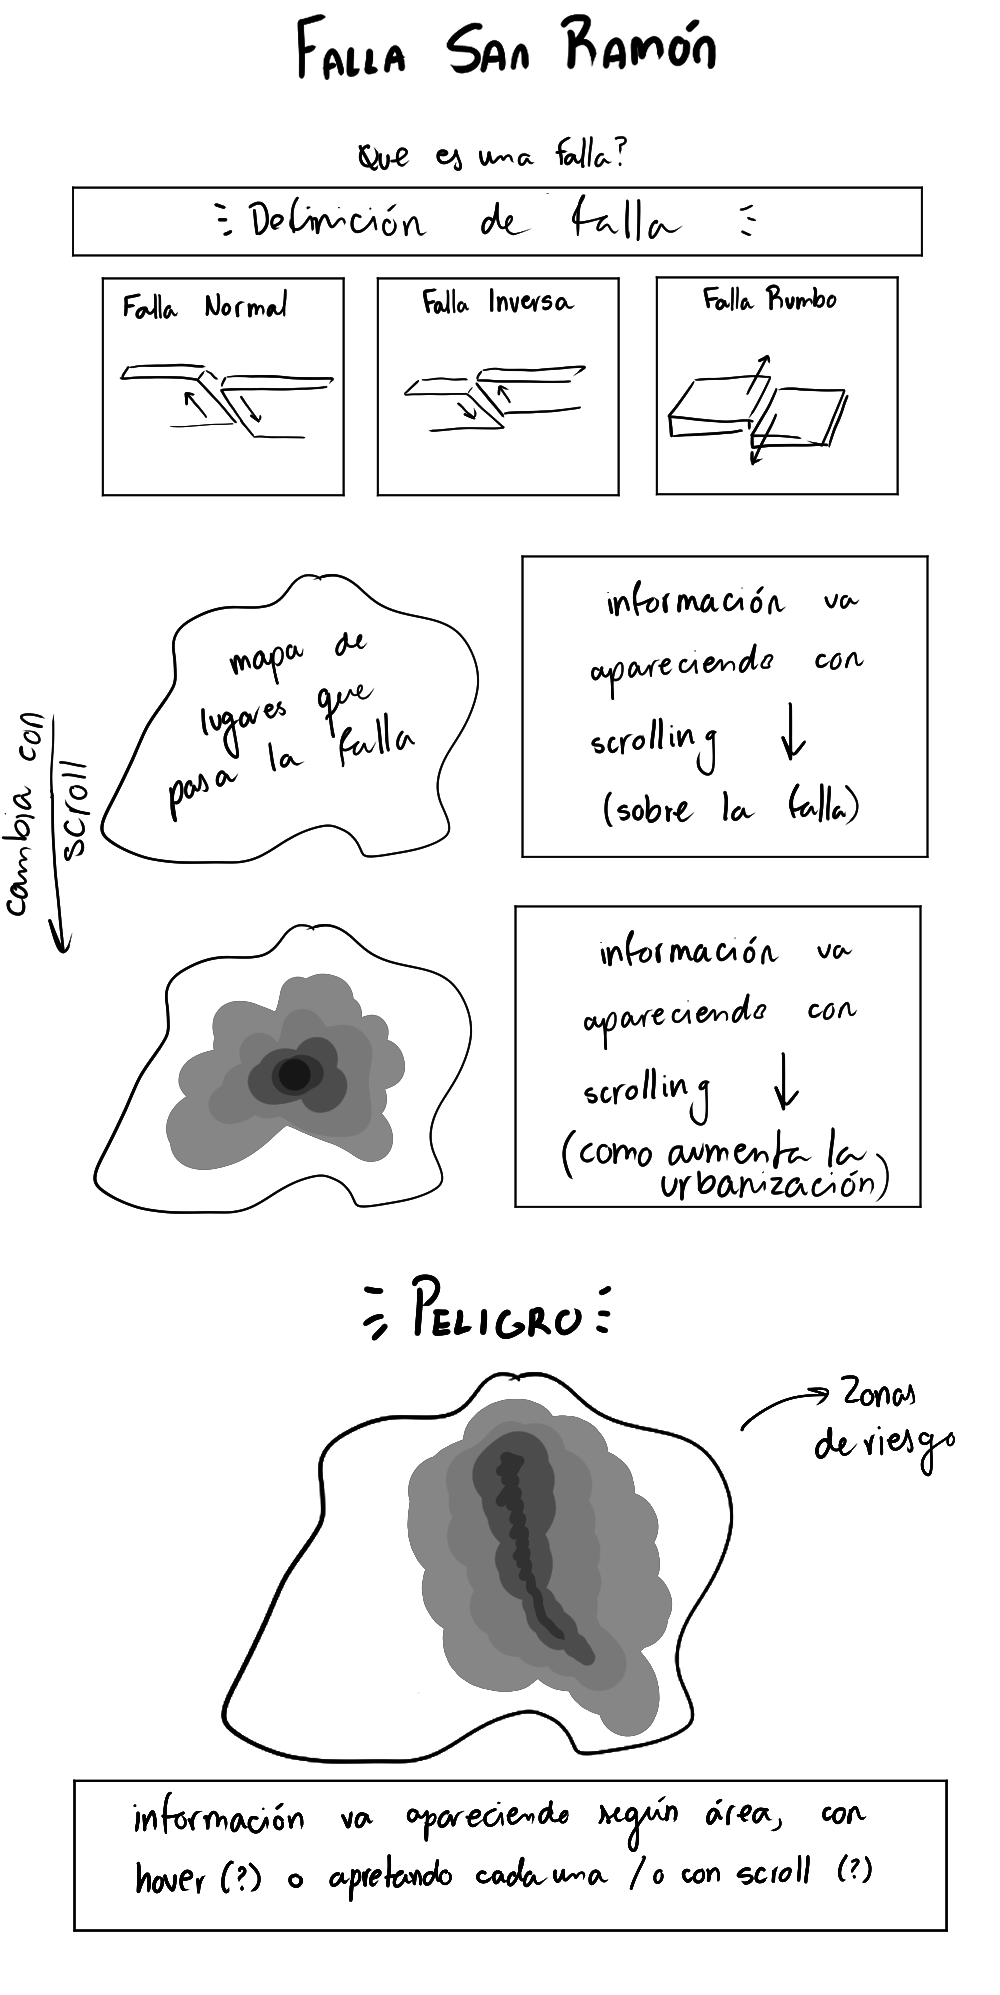 FALLA SAN RAMÓN
Que es una falla?
Definición de falla
Falla Normal
Falla Inversa
Falla Rumbo
mapa de
lugares que
pasa la falla
información va
apareciendo con
scrolling ↓
(sobre la falla)
cambia con
scroll
información va
apareciendo con
scrolling ↓
(como aumenta la
urbanización)
PELIGRO
Zonas
de riesgo
información va apareciendo según área, con
hover (?) o apretando cada una / o con scroll (?)